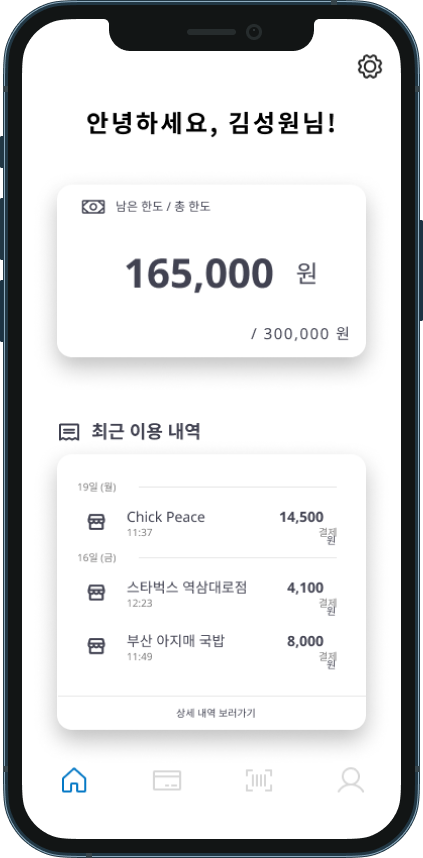 안녕하세요, 김성원님!
남은 한도 / 총 한도
165,000 원
/ 300,000 원
최근 이용 내역
19일 (월)
Chick Peace 14,500
11:37 결제
원
16일 (금)
스타벅스 역삼대로점 4,100
12:23 결제
원
부산 아지매 국밥 8,000
11:49 결제
원
상세 내역 보러가기